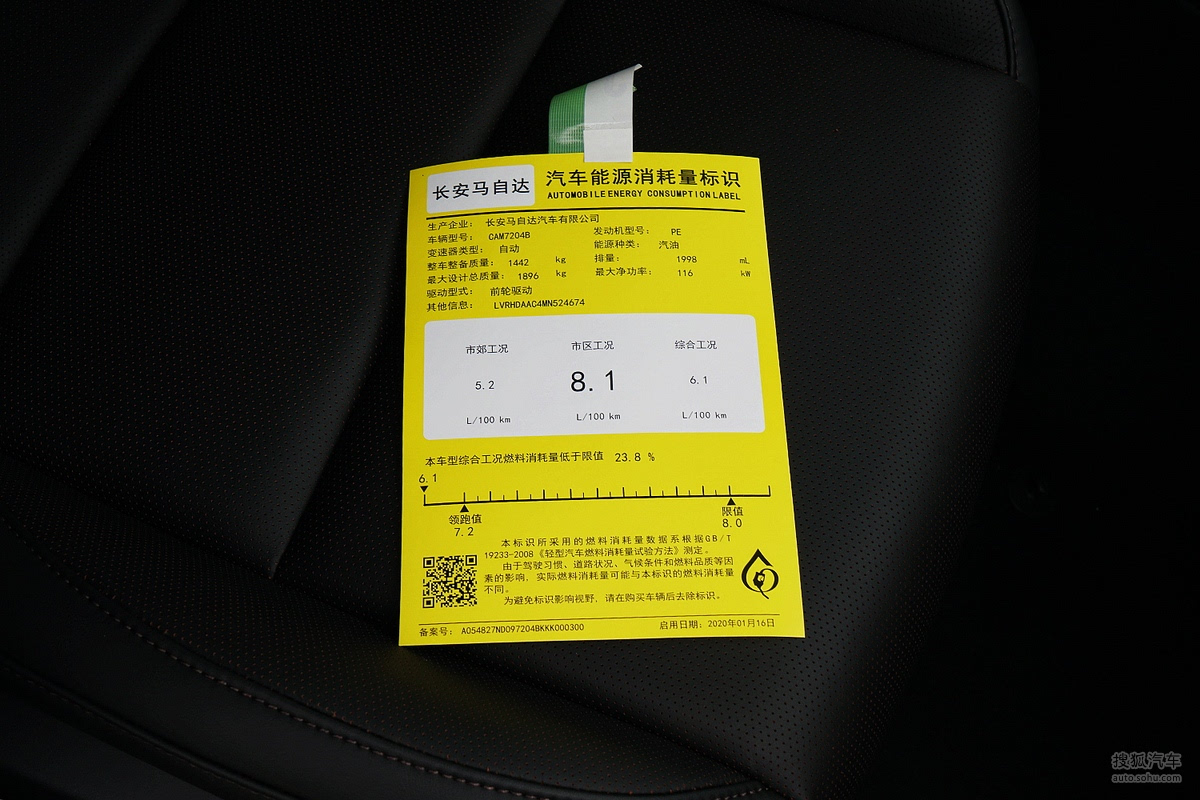 长安马自达
汽车能源消耗量标识
AUTOMOBILE ENERGY CONSUMPTION LABEL
生产企业: 长安马自达汽车有限公司
车辆型号: CAM7204B 发动机型号: PE
变速器类型: 自动 能源种类: 汽油
整车整备质量: 1442 kg 排量: 1998 mL
最大设计总质量: 1896 kg 最大净功率: 116 kW
驱动型式: 前轮驱动
其他信息: LVRHDAAC4MN524674
市郊工况 市区工况 综合工况
5.2 8.1 6.1
L/100 km L/100 km L/100 km
本车型综合工况燃料消耗量低于限值 23.8 %
6.1
领跑值 限值
7.2 8.0
本标识所采用的燃料消耗量数据系根据GB/T
19233-2008《轻型汽车燃料消耗量试验方法》测定。
由于驾驶习惯、道路状况、气候条件和燃料品质等因
素的影响，实际燃料消耗量可能与本标识的燃料消耗量
不同。
为避免标识影响视野，请在购买车辆后去除标识。
备案号: A054827ND097204BKKK000300 启用日期: 2020年01月16日
搜狐汽车
auto.sohu.com